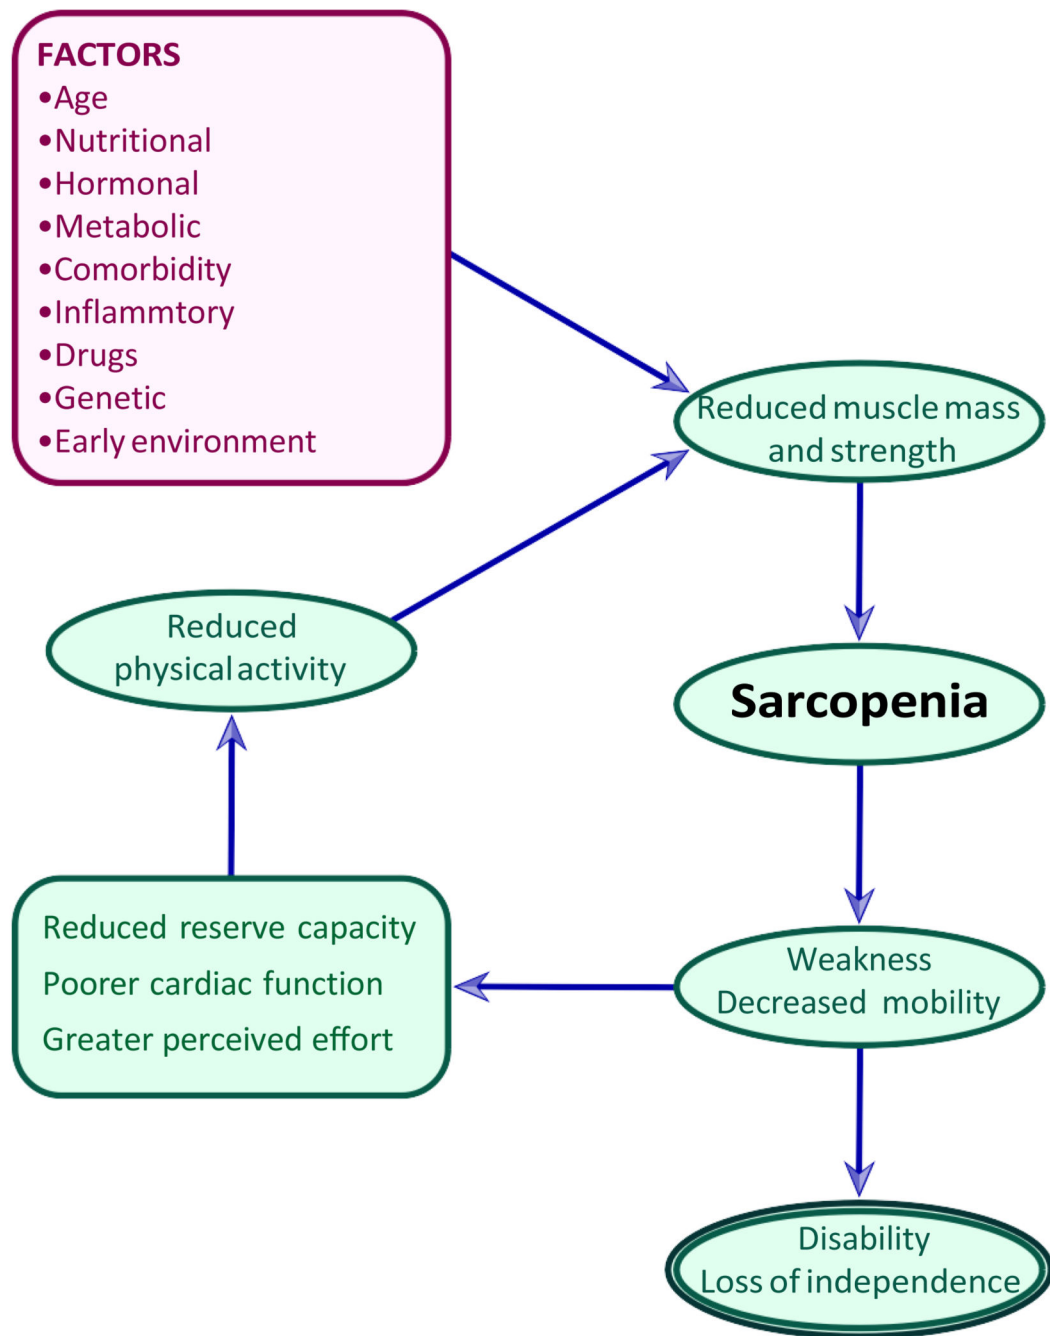 FACTORS
•Age
•Nutritional
•Hormonal
•Metabolic
•Comorbidity
•Inflammtory
•Drugs
•Genetic
•Early environment
Reduced muscle mass
and strength
Reduced
physical activity
Sarcopenia
Reduced reserve capacity
Poorer cardiac function
Greater perceived effort
Weakness
Decreased mobility
Disability
Loss of independence